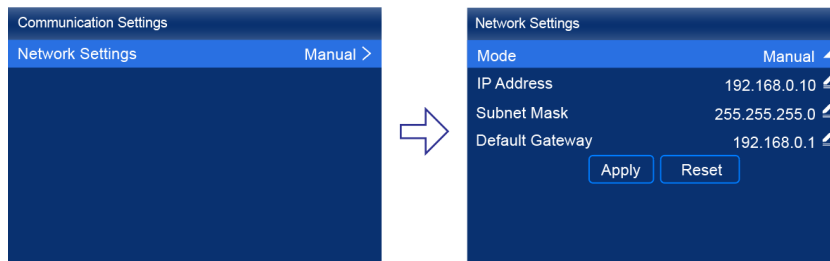 Communication Settings
Network Settings Manual >
Network Settings
Mode Manual
IP Address 192.168.0.10
Subnet Mask 255.255.255.0
Default Gateway 192.168.0.1
Apply Reset